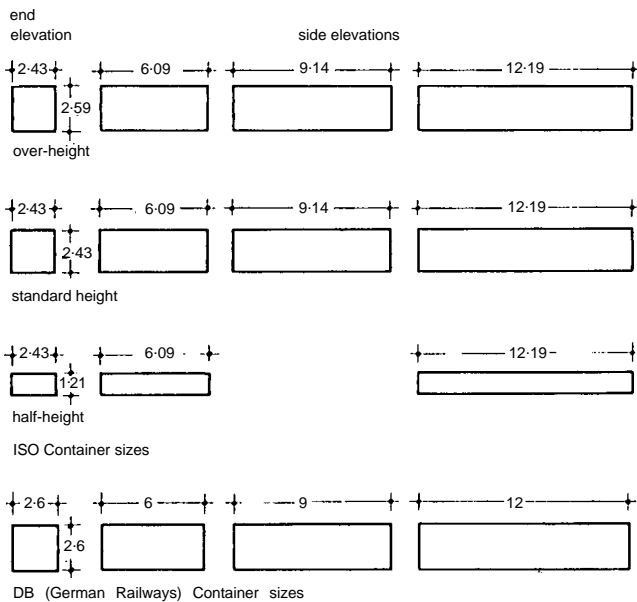 end
elevation
side elevations
2·43 6·09 9·14 12·19
2·59
over-height
2·43 6·09 9·14 12·19
2·43
standard height
2·43 6·09 12·19
1·21
half-height
ISO Container sizes
2·6 6 9 12
2·6
DB (German Railways) Container sizes